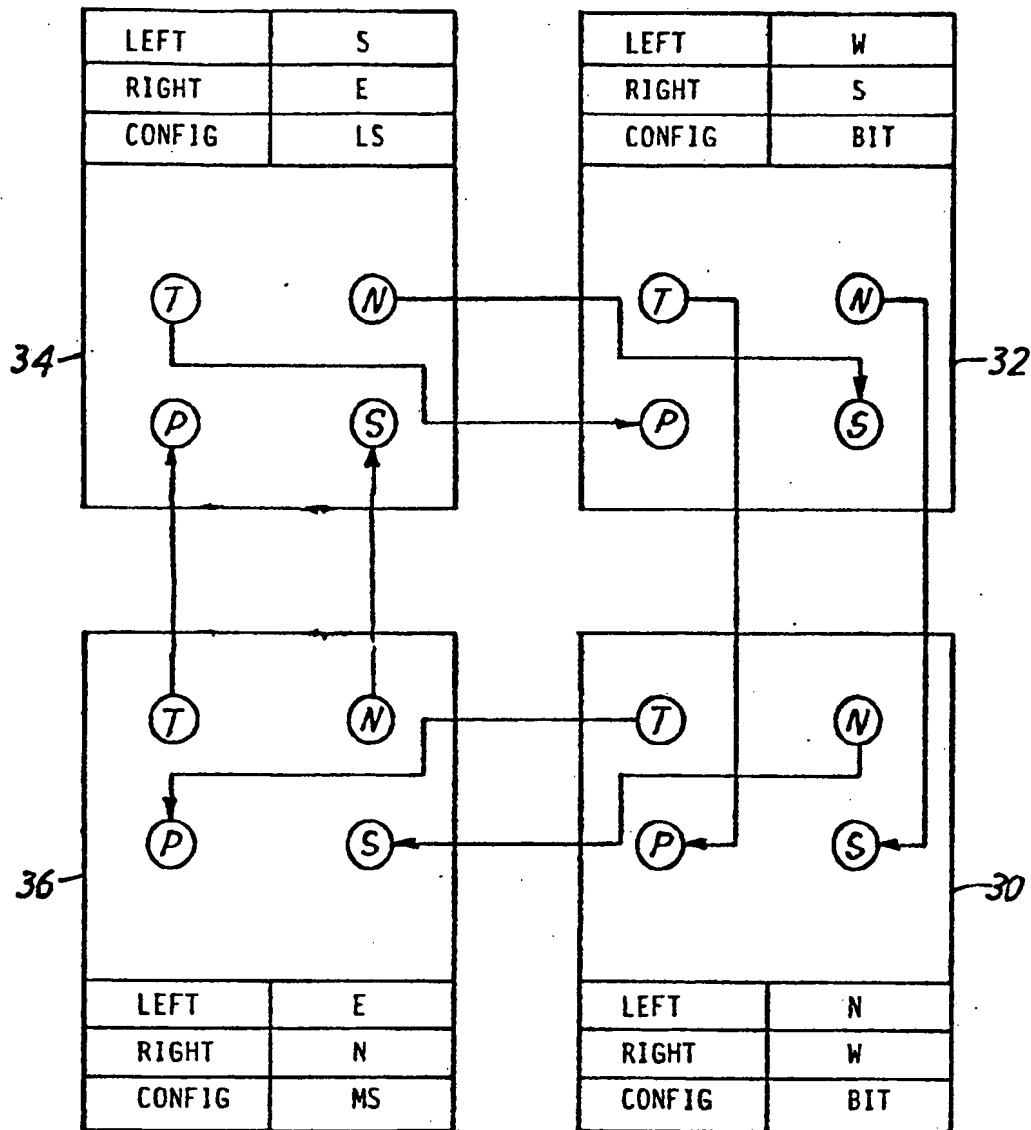 LEFT S
RIGHT E
CONFIG LS
LEFT W
RIGHT S
CONFIG BIT
T N
T N
34
32
P S
P S
T N
T N
P S
P S
36
30
LEFT E
RIGHT N
CONFIG MS
LEFT N
RIGHT W
CONFIG BIT